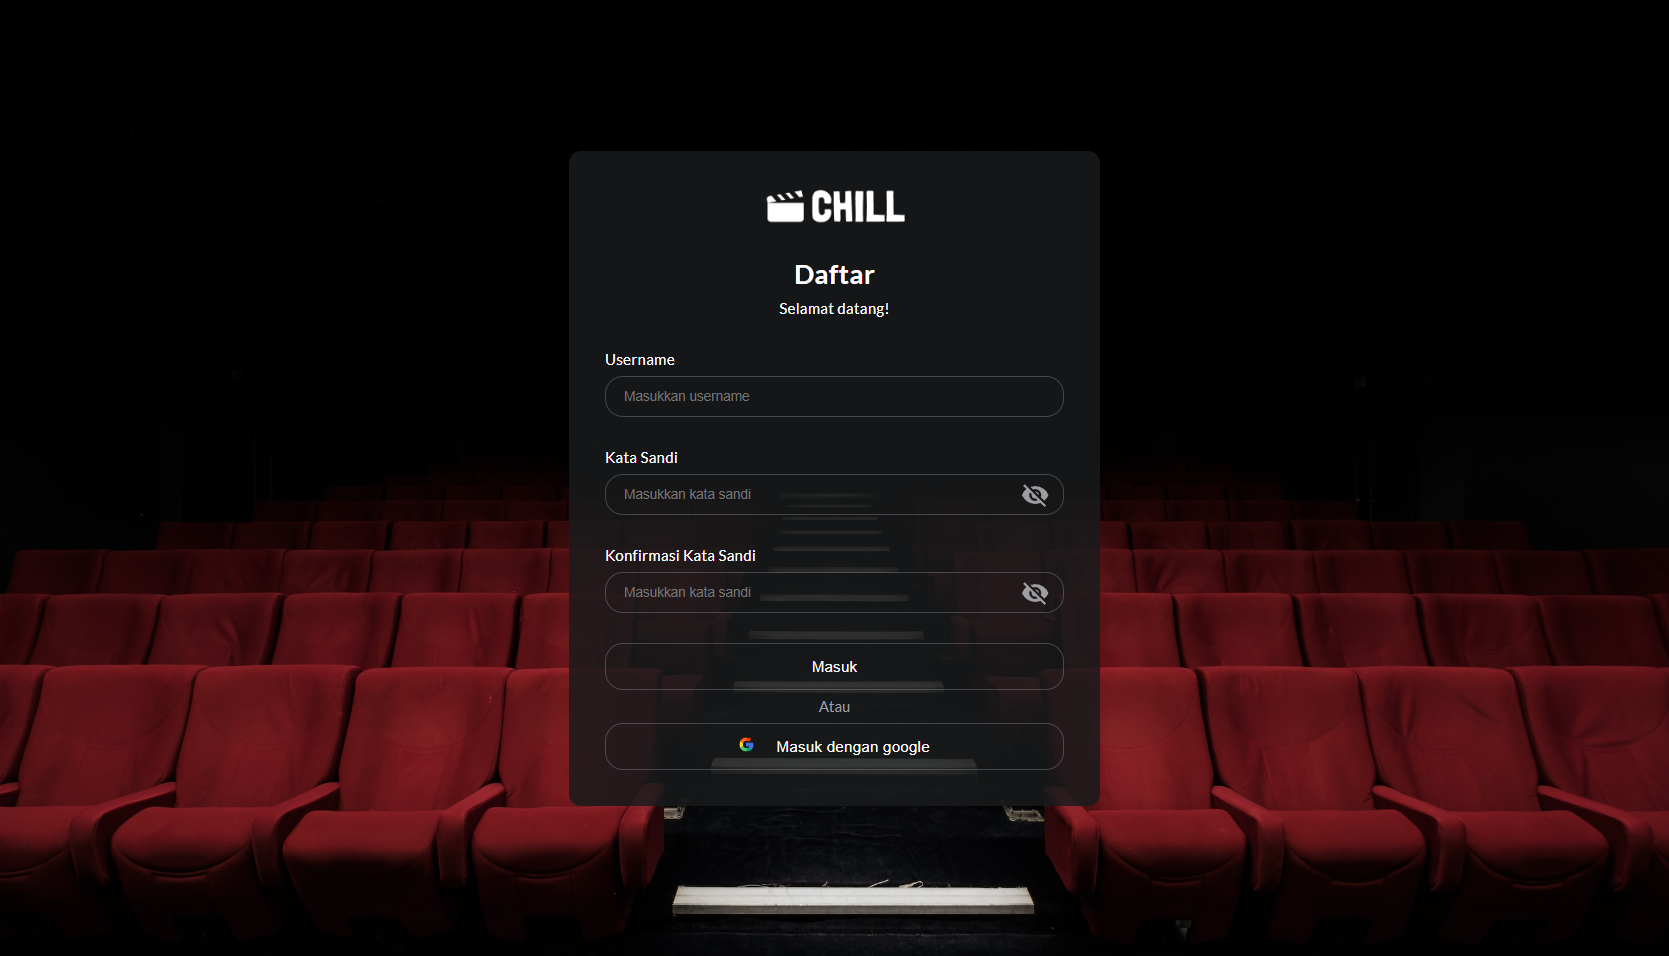 CHILL
Daftar
Selamat datang!
Username
Masukkan username
Kata Sandi
Masukkan kata sandi
Konfirmasi Kata Sandi
Masukkan kata sandi
Masuk
Atau
Masuk dengan google